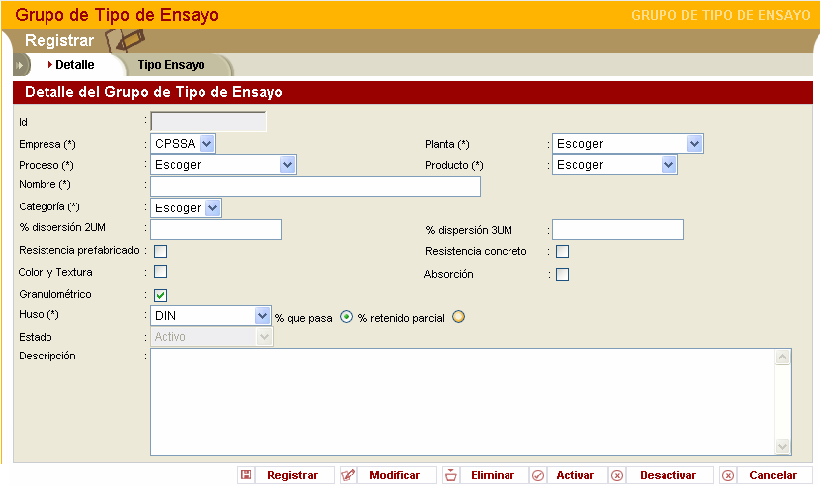 Grupo de Tipo de Ensayo GRUPO DE TIPO DE ENSAYO
Registrar
Detalle Tipo Ensayo
Detalle del Grupo de Tipo de Ensayo
Id :
Empresa (*) : CPSSA Planta (*) : Escoger
Proceso (*) : Escoger Producto (*) : Escoger
Nombre (*) :
Categoría (*) : Escoger
% dispersión 2UM : % dispersión 3UM :
Resistencia prefabricado : Resistencia concreto :
Color y Textura : Absorción :
Granulométrico :
Huso (*) : DIN % que pasa % retenido parcial
Estado : Activo
Descripción :
Registrar Modificar Eliminar Activar Desactivar Cancelar